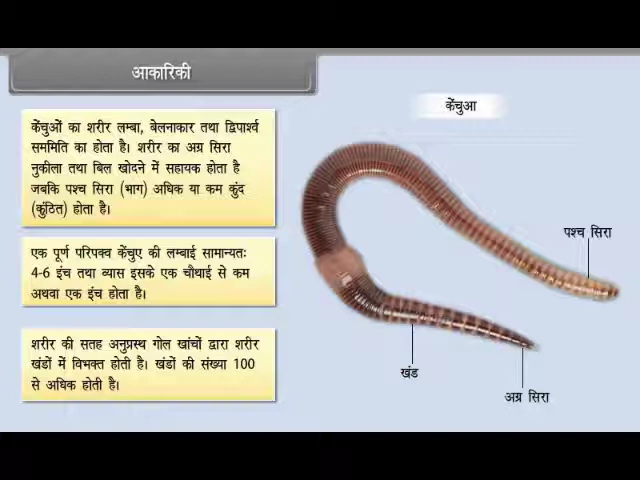 आकारिकी
केंचुओं का शरीर लम्बा, बेलनाकार तथा द्विपार्श्व
सममिति का होता है। शरीर का अग्र सिरा
नुकीला तथा बिल खोदने में सहायक होता है
जबकि पश्च सिरा (भाग) अधिक या कम कुंद
(कुंठित) होता है।
एक पूर्ण परिपक्व केंचुए की लम्बाई सामान्यतः
4-6 इंच तथा व्यास इसके एक चौथाई से कम
अथवा एक इंच होता है।
शरीर की सतह अनुप्रस्थ गोल खांचों द्वारा शरीर
खंडों में विभक्त होती है। खंडों की संख्या 100
से अधिक होती है।
केंचुआ
पश्च सिरा
खंड
अग्र सिरा